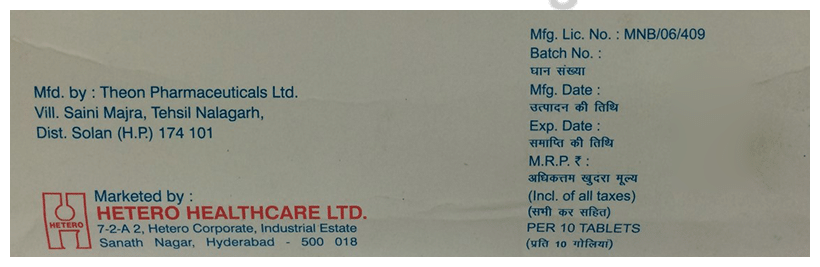 Mfd. by : Theon Pharmaceuticals Ltd.
Vill. Saini Majra, Tehsil Nalagarh,
Dist. Solan (H.P.) 174 101
Marketed by :
HETERO
HETERO HEALTHCARE LTD.
7-2-A 2, Hetero Corporate, Industrial Estate
Sanath Nagar, Hyderabad - 500 018
Mfg. Lic. No. : MNB/06/409
Batch No. :
घान संख्या
Mfg. Date :
उत्पादन की तिथि
Exp. Date :
समाप्ति की तिथि
M.R.P. ₹ :
अधिकत्तम खुदरा मूल्य
(Incl. of all taxes)
(सभी कर सहित)
PER 10 TABLETS
(प्रति 10 गोलियां)